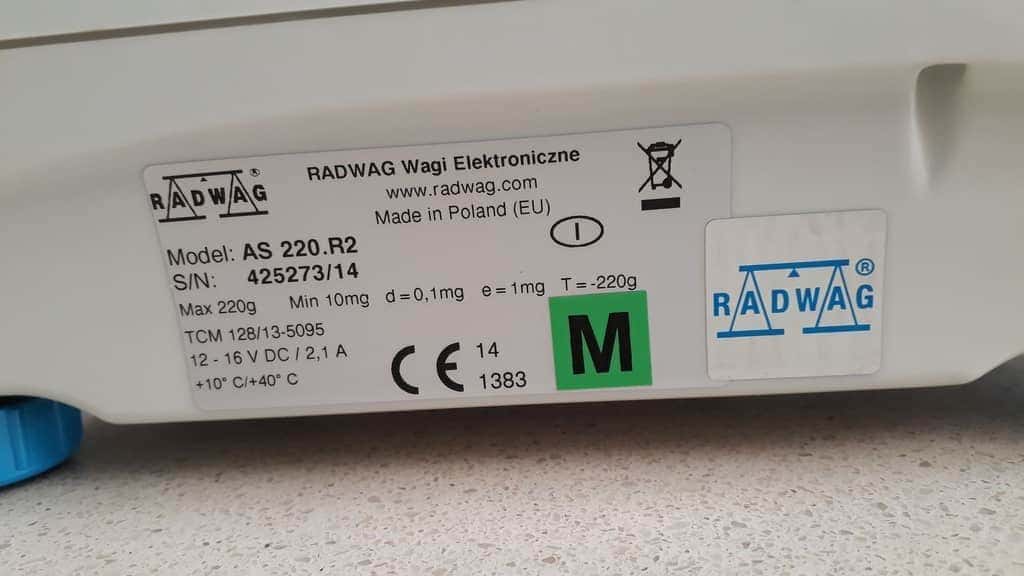 RADWAG®
RADWAG Wagi Elektroniczne
www.radwag.com
Made in Poland (EU)
I
Model: AS 220.R2
S/N: 425273/14
Max 220g Min 10mg d=0,1mg e=1mg T=-220g
TCM 128/13-5095
12 - 16 V DC / 2,1 A
+10° C/+40° C
CE 14
1383
M
RADWAG®